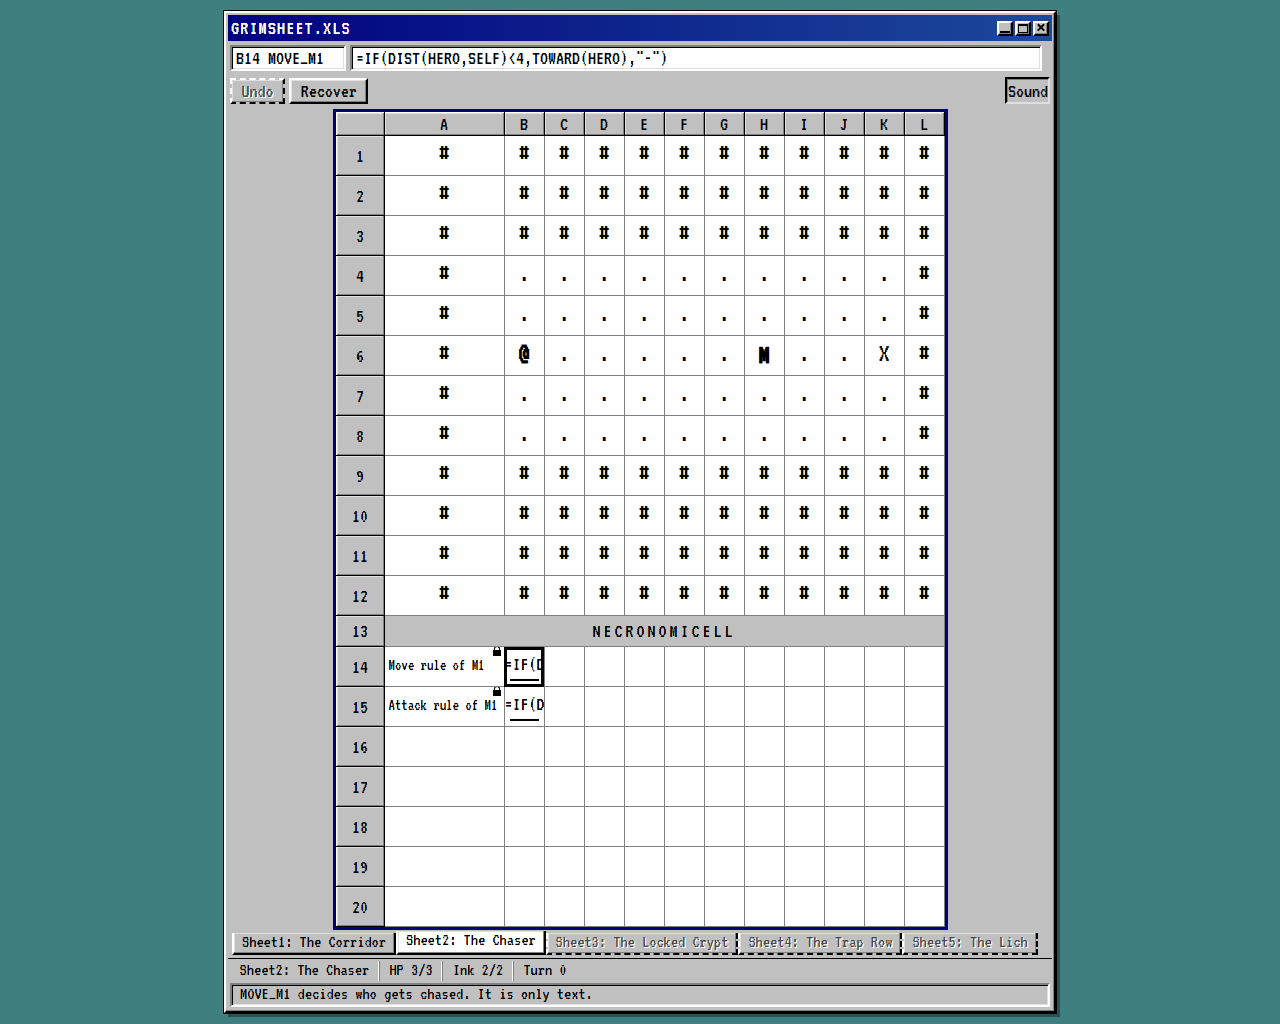 GRIMSHEET.XLS
B14 MOVE_M1 =IF(DIST(HERO,SELF)<4,TOWARD(HERO),"-")
Undo Recover Sound
A B C D E F G H I J K L
1 # # # # # # # # # # # #
2 # # # # # # # # # # # #
3 # # # # # # # # # # # #
4 # . . . . . . . . . . #
5 # . . . . . . . . . . #
6 # @ . . . . . M . . X #
7 # . . . . . . . . . . #
8 # . . . . . . . . . . #
9 # # # # # # # # # # # #
10 # # # # # # # # # # # #
11 # # # # # # # # # # # #
12 # # # # # # # # # # # #
13 NECRONOMICELL
14 Move rule of M1 =IF(D
15 Attack rule of M1 =IF(D
16
17
18
19
20
Sheet1: The Corridor Sheet2: The Chaser Sheet3: The Locked Crypt Sheet4: The Trap Row Sheet5: The Lich
Sheet2: The Chaser HP 3/3 Ink 2/2 Turn 0
MOVE_M1 decides who gets chased. It is only text.